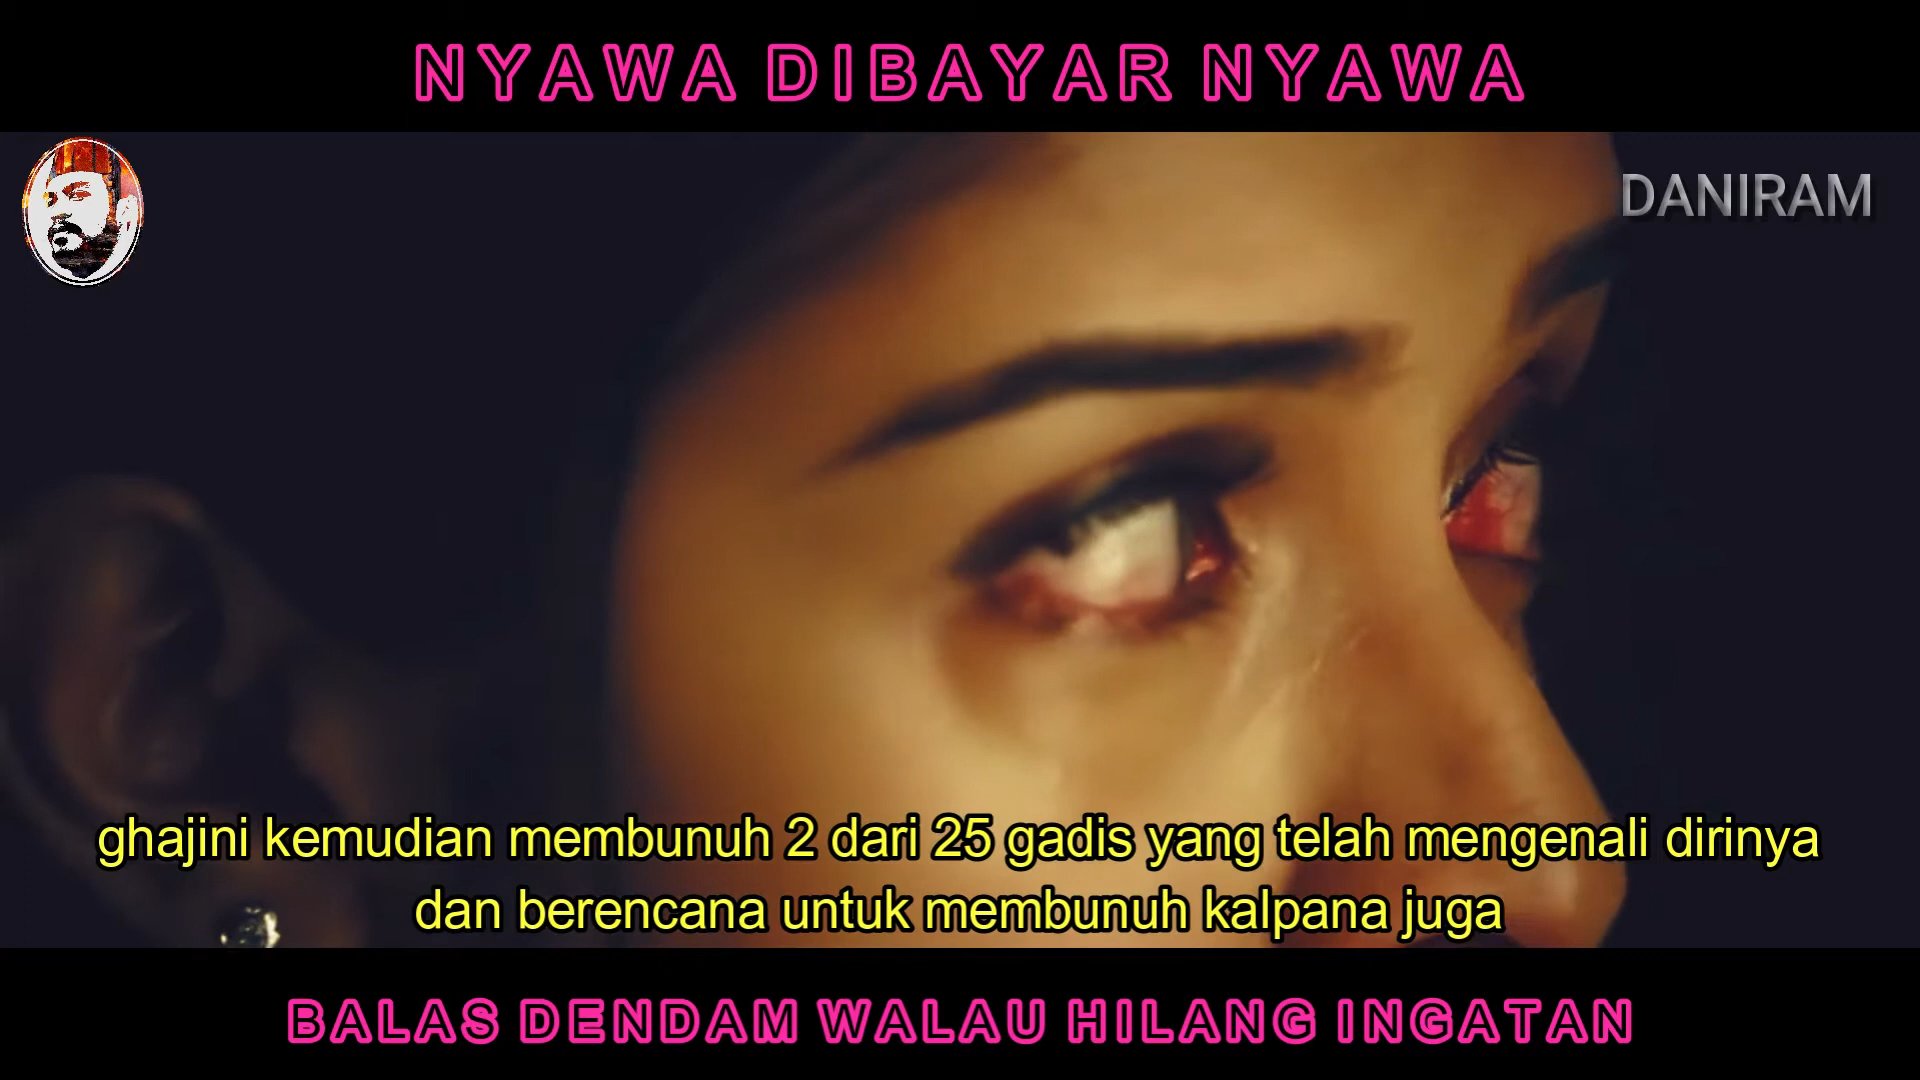 NYAWA DIBAYAR NYAWA
DANIRAM
ghajini kemudian membunuh 2 dari 25 gadis yang telah mengenali dirinya
dan berencana untuk membunuh kalpana juga
BALAS DENDAM WALAU HILANG INGATAN